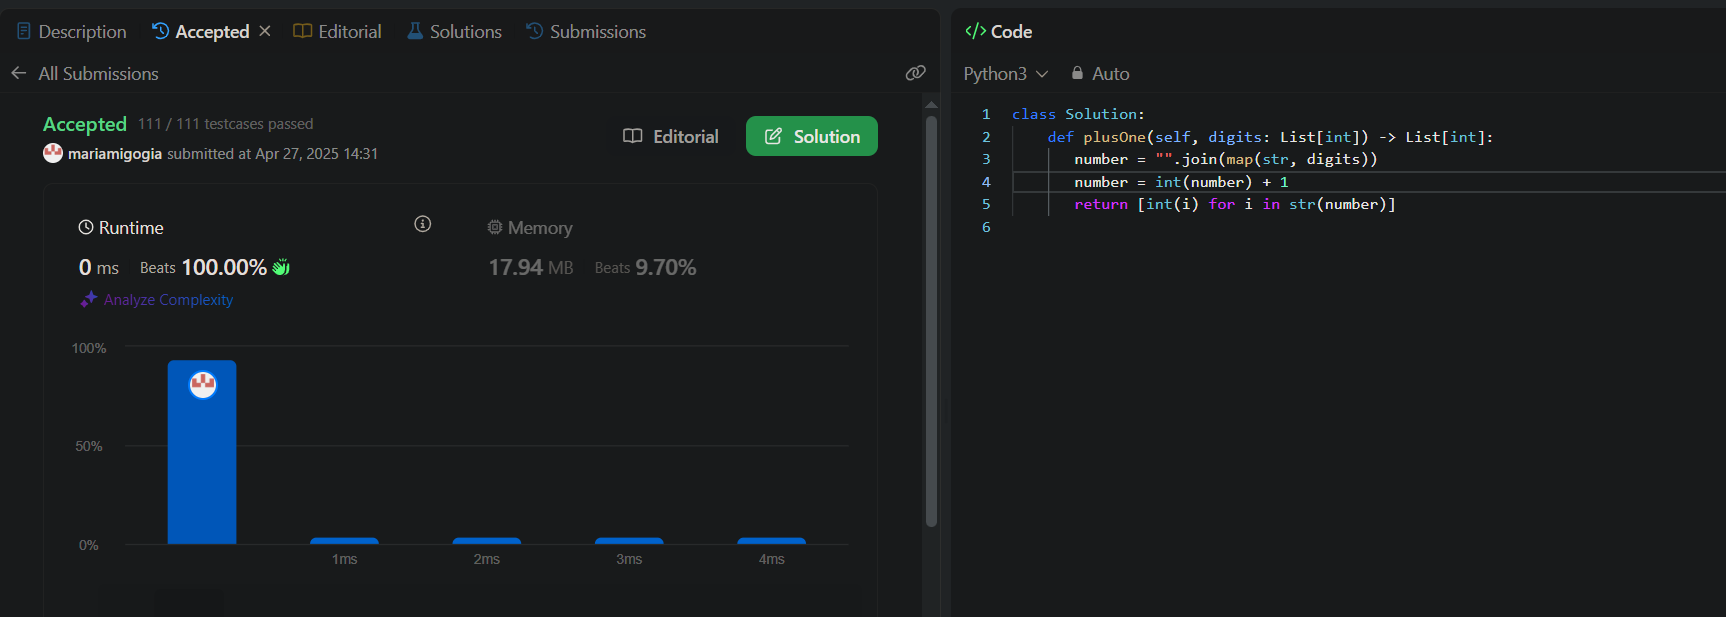 Description Accepted Editorial Solutions Submissions
All Submissions
Accepted 111 / 111 testcases passed
mariamigogia submitted at Apr 27, 2025 14:31
Editorial
Solution
Runtime
0 ms Beats 100.00%
Analyze Complexity
Memory
17.94 MB Beats 9.70%
100%
50%
0%
1ms 2ms 3ms 4ms
</> Code
Python3 Auto
1 class Solution:
2     def plusOne(self, digits: List[int]) -> List[int]:
3        number = "".join(map(str, digits))
4        number = int(number) + 1
5        return [int(i) for i in str(number)]
6